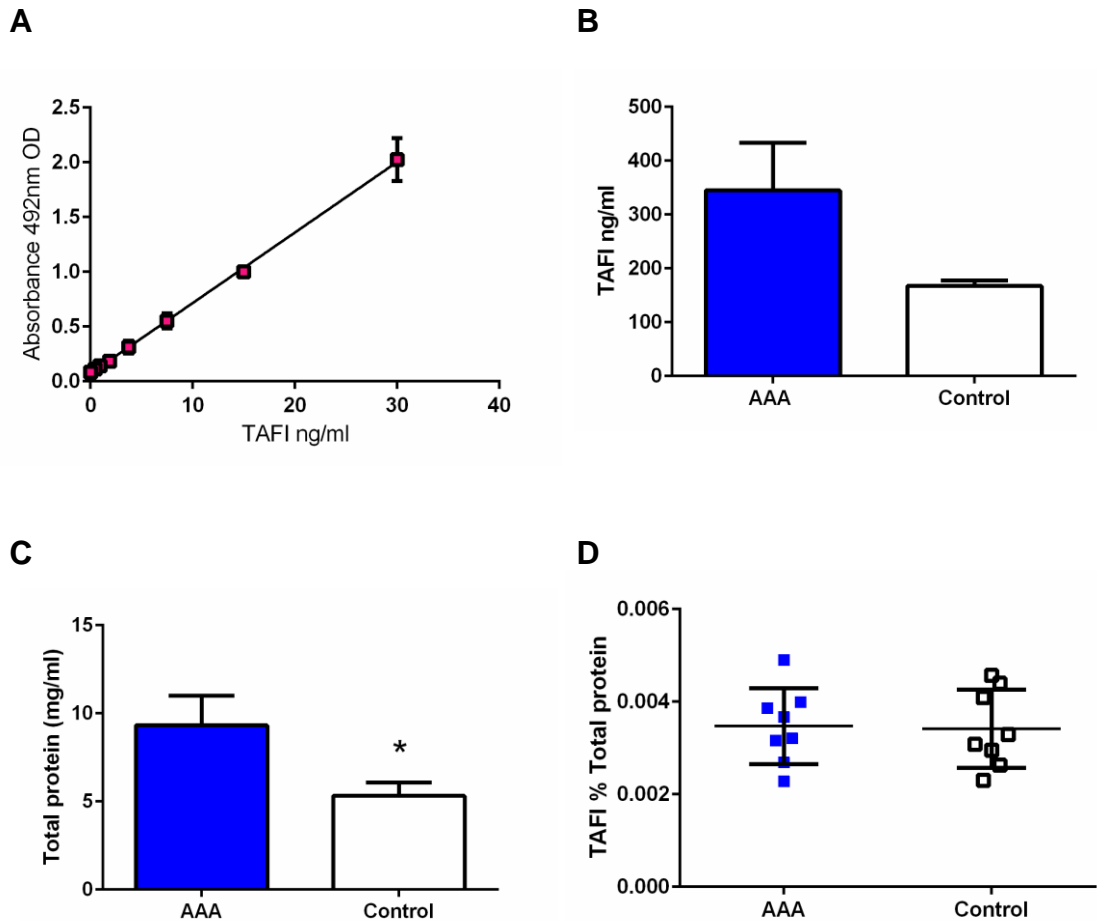 A
2.5
2.0
1.5
1.0
0.5
0.0
Absorbance 492nm OD
0 10 20 30 40
TAFI ng/ml
B
500
400
300
200
100
0
TAFI ng/ml
AAA Control
C
15
10
5
0
Total protein (mg/ml)
*
AAA Control
D
0.006
0.004
0.002
0.000
TAFI % Total protein
AAA Control